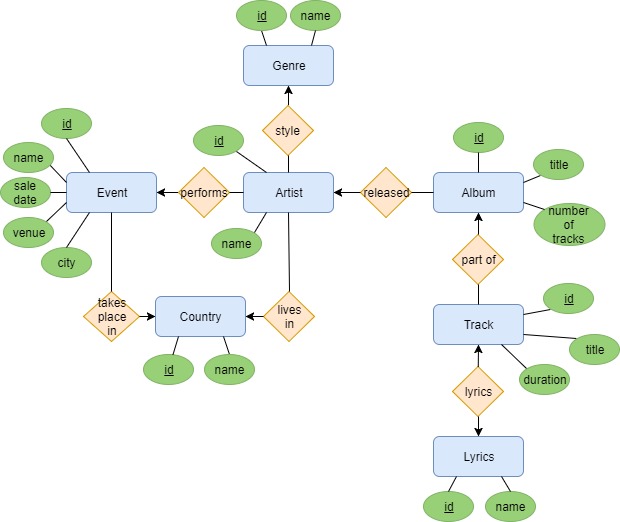 id
name
Genre
id
style
id
name
id
title
sale
date
Event
performs
Artist
released
Album
venue
number
of
tracks
name
city
part of
id
takes
place
in
Country
lives
in
Track
title
id
name
duration
lyrics
Lyrics
id
name